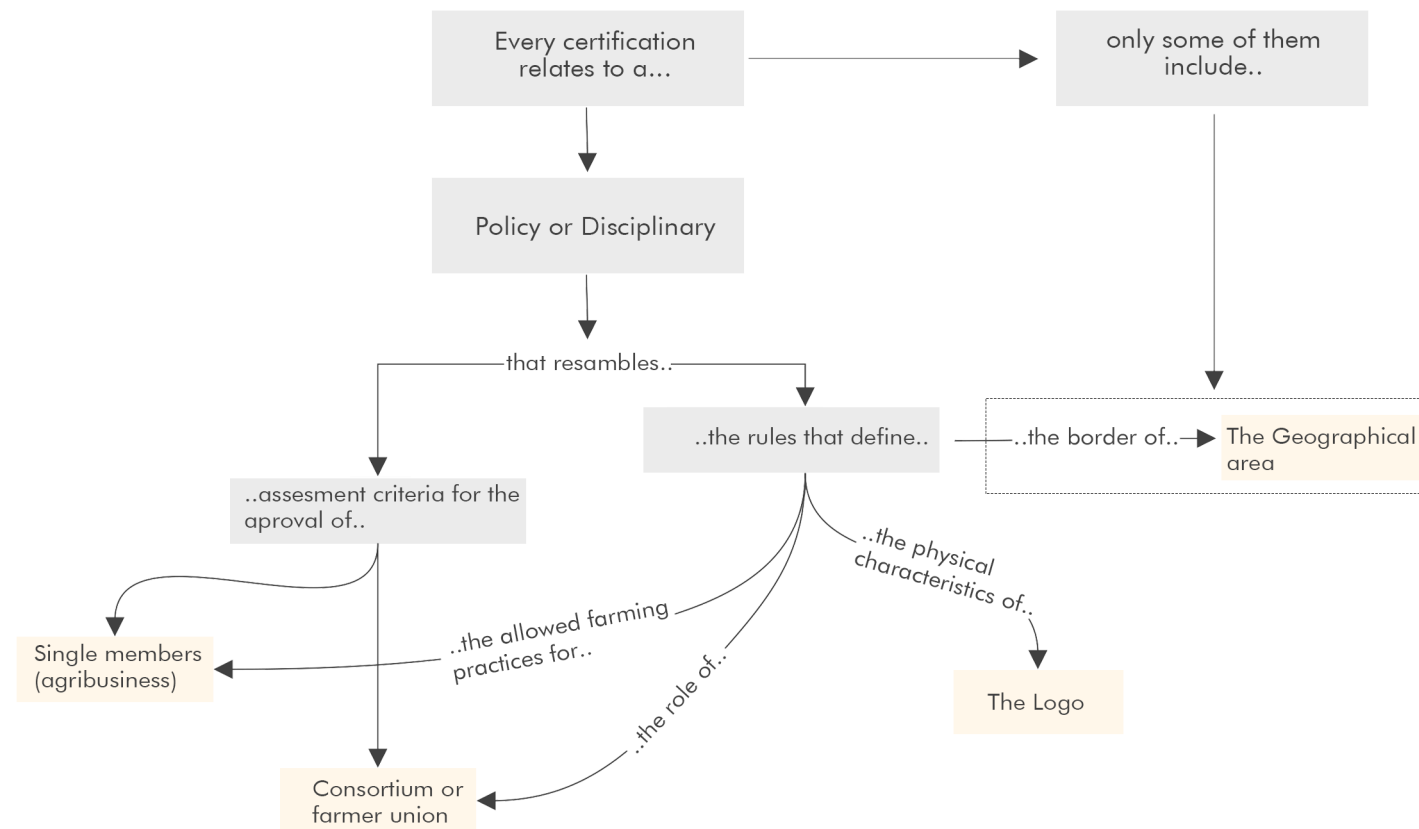 Every certification
relates to a...
only some of them
include..
Policy or Disciplinary
that resambles..
..the rules that define..
..the border of..
The Geographical
area
..assesment criteria for the
aproval of..
..the physical
characteristics of..
..the allowed farming
practices for..
..the role of..
Single members
(agribusiness)
The Logo
Consortium or
farmer union